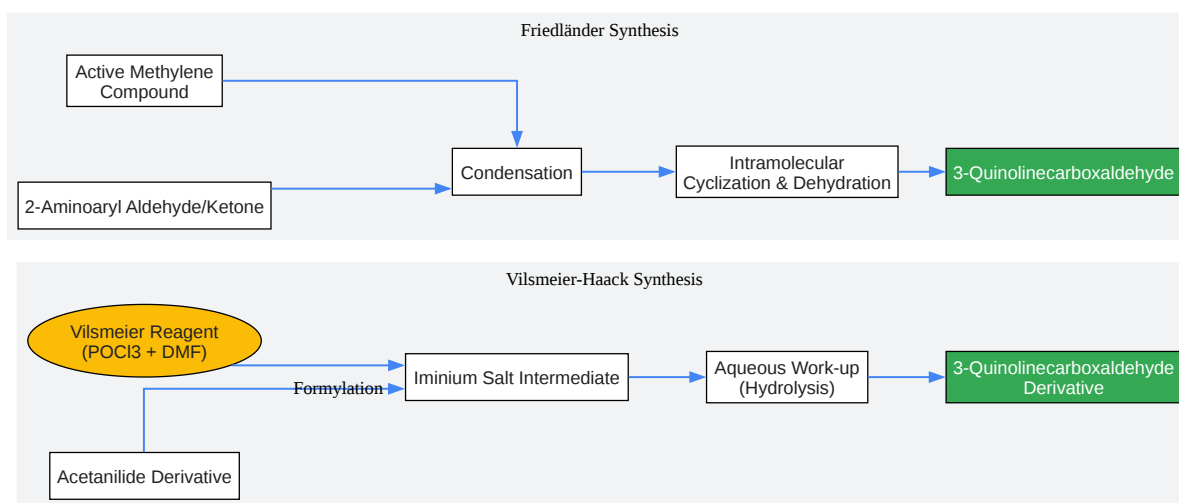 Friedländer Synthesis
Active Methylene
Compound
2-Aminoaryl Aldehyde/Ketone
Condensation
Intramolecular
Cyclization & Dehydration
3-Quinolinecarboxaldehyde
Vilsmeier-Haack Synthesis
Vilsmeier Reagent
(POCl3 + DMF)
Formylation
Acetanilide Derivative
Iminium Salt Intermediate
Aqueous Work-up
(Hydrolysis)
3-Quinolinecarboxaldehyde
Derivative